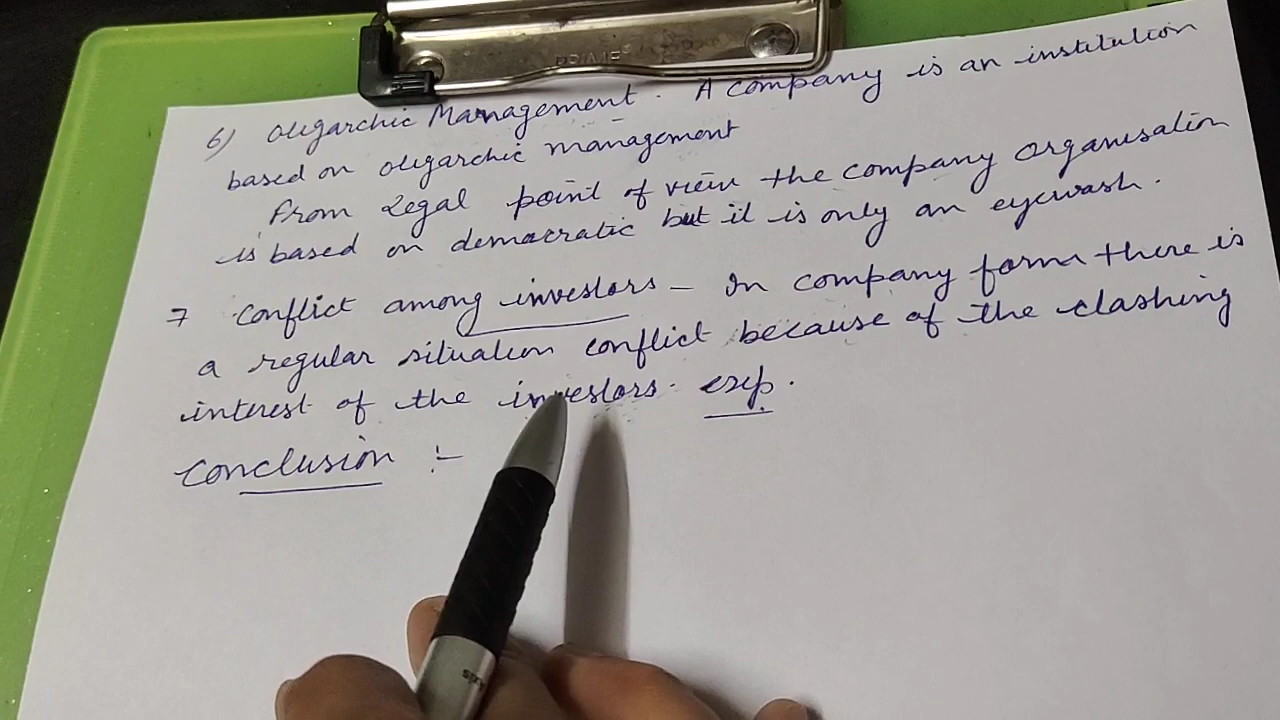 PRIME
6) Oligarchic Management. A company is an institution
based on oligarchic management
From legal point of view the company organisation
is based on democratic but it is only an eyewash.
7 Conflict among investors - In company form there is
a regular situation conflict because of the clashing
interest of the investors. exp.
Conclusion :-